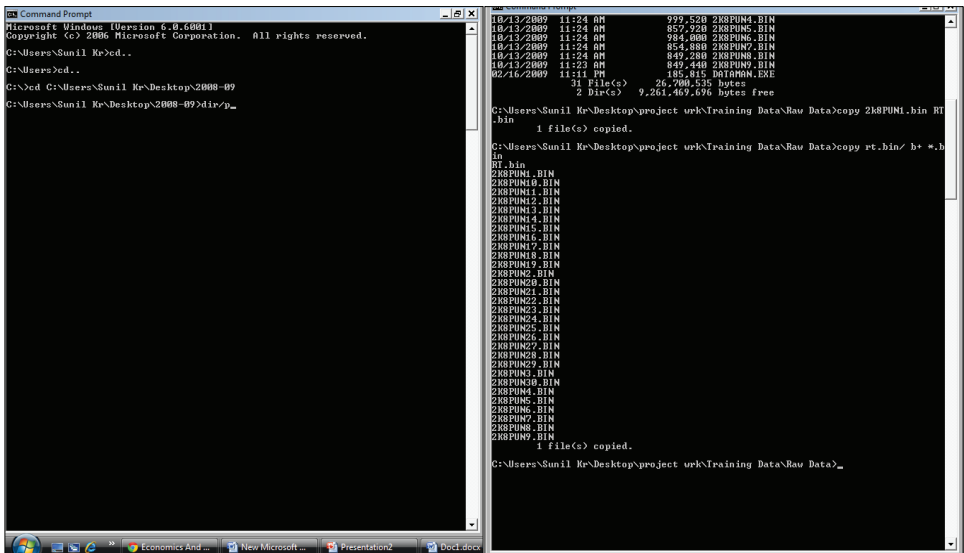 Command Prompt
Microsoft Windows [Version 6.0.6001]
Copyright (c) 2006 Microsoft Corporation. All rights reserved.
C:\Users\Sunil Kr>cd..
C:\Users>cd..
C:\>cd C:\Users\Sunil Kr\Desktop\2008-09
C:\Users\Sunil Kr\Desktop\2008-09>dir/p_
Economics And ...
New Microsoft ...
Presentation2
Doc1.docx
Command Prompt
10/13/2009 11:24 AM 999,520 2K8PUN4.BIN
10/13/2009 11:24 AM 857,920 2K8PUN5.BIN
10/13/2009 11:24 AM 984,000 2K8PUN6.BIN
10/13/2009 11:24 AM 854,880 2K8PUN7.BIN
10/13/2009 11:24 AM 849,280 2K8PUN8.BIN
10/13/2009 11:23 AM 849,440 2K8PUN9.BIN
02/16/2009 11:11 PM 185,815 DATAMAN.EXE
31 File(s) 26,700,535 bytes
2 Dir(s) 9,261,469,696 bytes free
C:\Users\Sunil Kr\Desktop\project wrk\Training Data\Raw Data>copy 2k8PUN1.bin RT
.bin
1 file(s) copied.
C:\Users\Sunil Kr\Desktop\project wrk\Training Data\Raw Data>copy rt.bin/ b+ *.b
in
RT.bin
2K8PUN1.BIN
2K8PUN10.BIN
2K8PUN11.BIN
2K8PUN12.BIN
2K8PUN13.BIN
2K8PUN14.BIN
2K8PUN15.BIN
2K8PUN16.BIN
2K8PUN17.BIN
2K8PUN18.BIN
2K8PUN19.BIN
2K8PUN2.BIN
2K8PUN20.BIN
2K8PUN21.BIN
2K8PUN22.BIN
2K8PUN23.BIN
2K8PUN24.BIN
2K8PUN25.BIN
2K8PUN26.BIN
2K8PUN27.BIN
2K8PUN28.BIN
2K8PUN29.BIN
2K8PUN3.BIN
2K8PUN30.BIN
2K8PUN4.BIN
2K8PUN5.BIN
2K8PUN6.BIN
2K8PUN7.BIN
2K8PUN8.BIN
2K8PUN9.BIN
1 file(s) copied.
C:\Users\Sunil Kr\Desktop\project wrk\Training Data\Raw Data>_